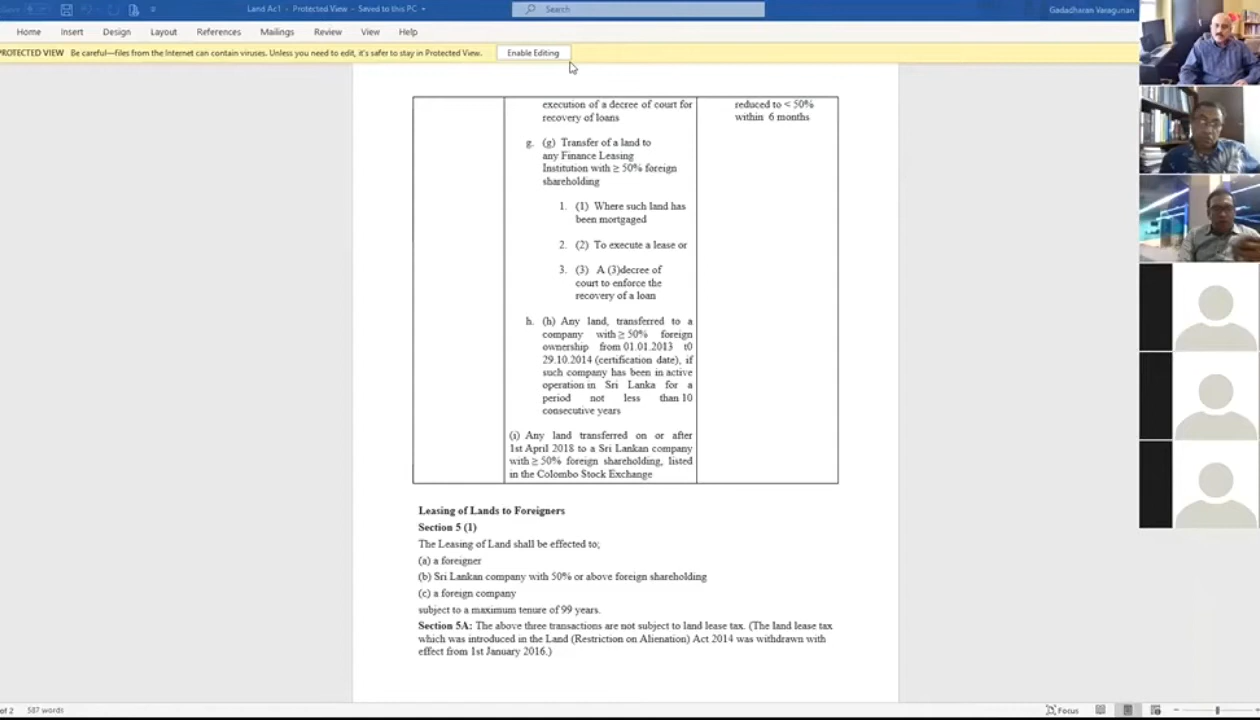 Land Ac1 - Protected View - Saved to this PC
Search
Gadadharan Varagunan
Home Insert Design Layout References Mailings Review View Help
PROTECTED VIEW Be careful—files from the Internet can contain viruses. Unless you need to edit, it's safer to stay in Protected View. Enable Editing
execution of a decree of court for
recovery of loans
g. (g) Transfer of a land to
any Finance Leasing
Institution with ≥ 50% foreign
shareholding
1. (1) Where such land has
been mortgaged
2. (2) To execute a lease or
3. (3) A (3)decree of
court to enforce the
recovery of a loan
h. (h) Any land, transferred to a
company with ≥ 50% foreign
ownership from 01.01.2013 t0
29.10.2014 (certification date), if
such company has been in active
operation in Sri Lanka for a
period not less than 10
consecutive years
(i) Any land transferred on or after
1st April 2018 to a Sri Lankan company
with ≥ 50% foreign shareholding, listed
in the Colombo Stock Exchange
reduced to < 50%
within 6 months
Leasing of Lands to Foreigners
Section 5 (1)
The Leasing of Land shall be effected to;
(a) a foreigner
(b) Sri Lankan company with 50% or above foreign shareholding
(c) a foreign company
subject to a maximum tenure of 99 years.
Section 5A: The above three transactions are not subject to land lease tax. (The land lease tax
which was introduced in the Land (Restriction on Alienation) Act 2014 was withdrawn with
effect from 1st January 2016.)
of 2 587 words
Focus